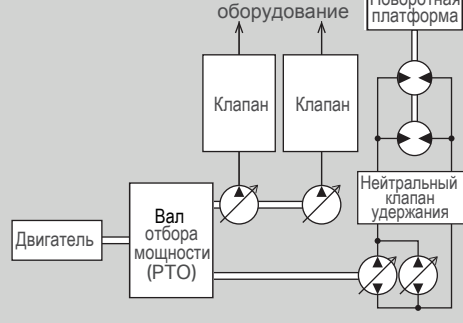 оборудование
Поворотная
платформа
Клапан
Клапан
Нейтральный
клапан
удержания
Двигатель
Вал
отбора
мощности
(PTO)